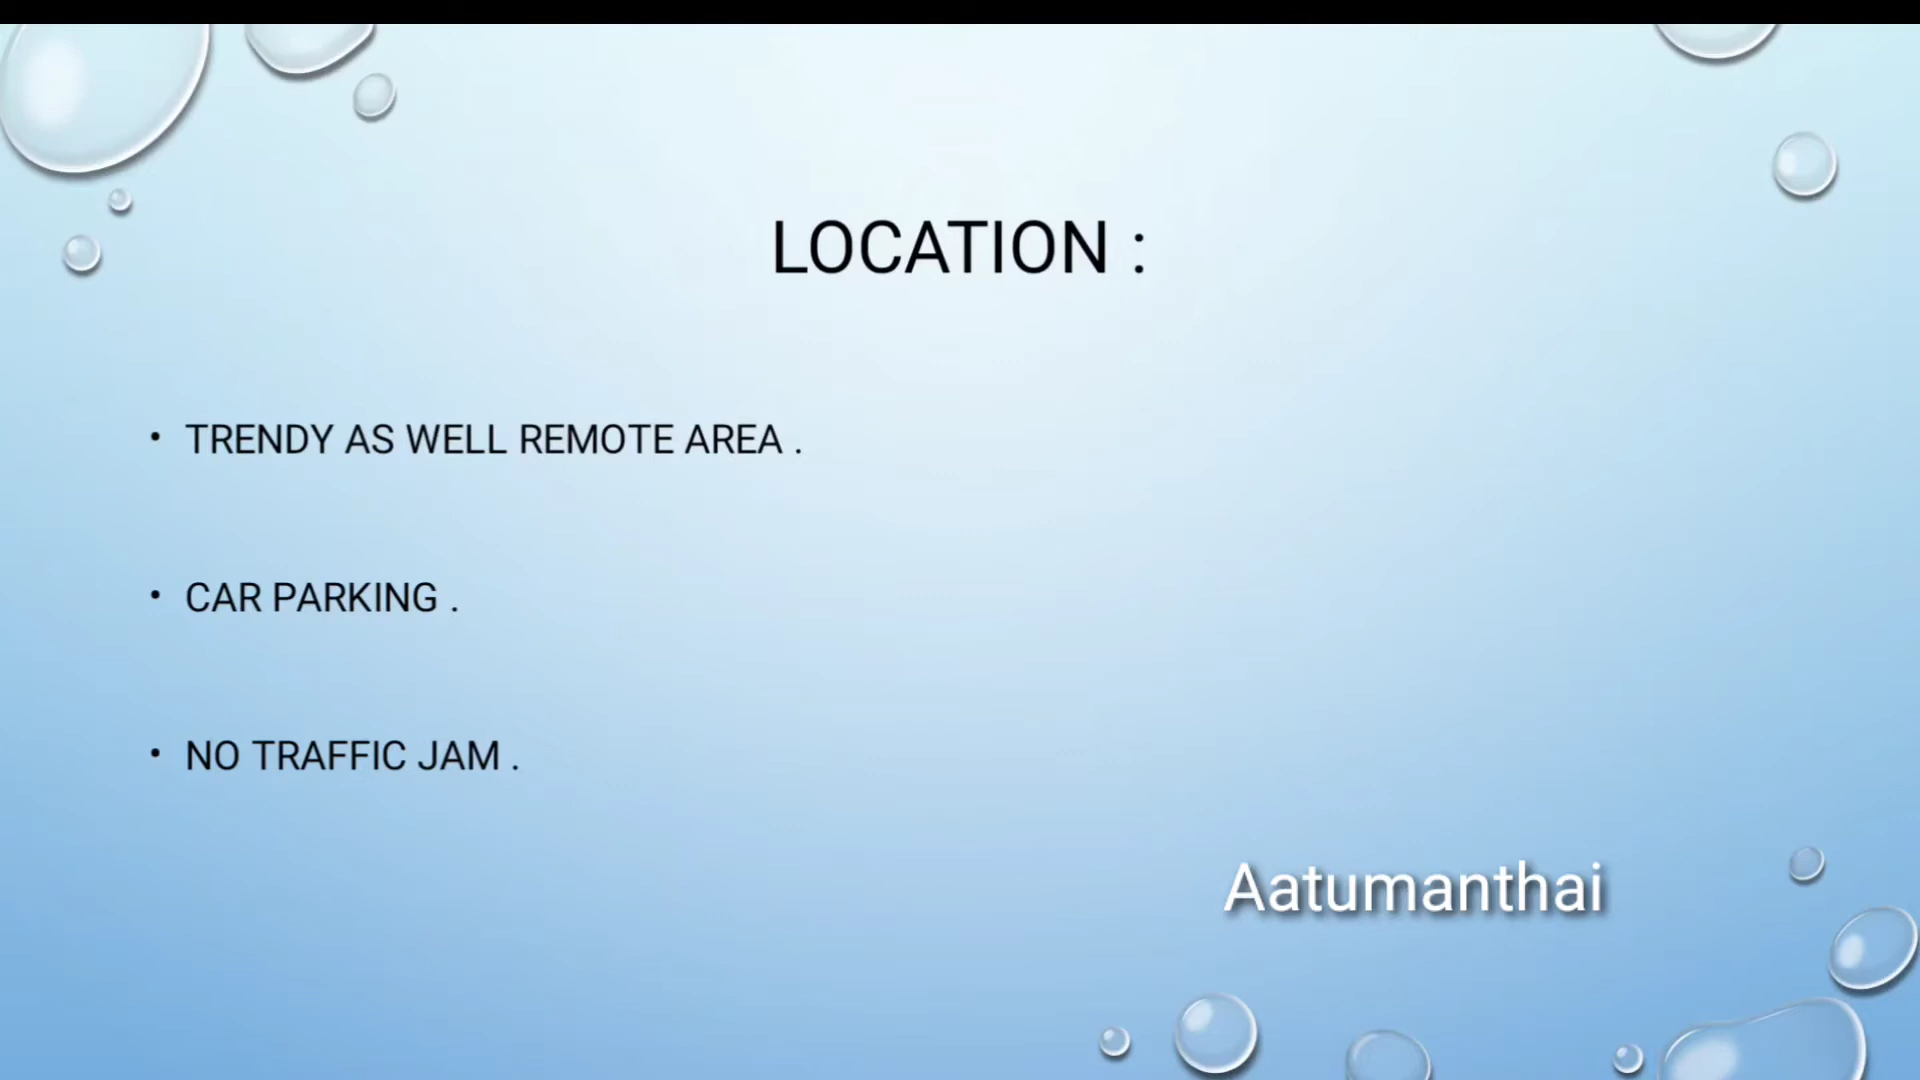 LOCATION :
• TRENDY AS WELL REMOTE AREA .
• CAR PARKING .
• NO TRAFFIC JAM .
Aatumanthai